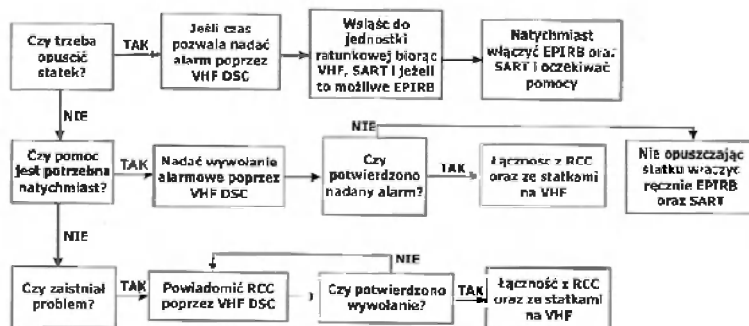 Czy trzeba
opuścić
statek?
TAK
Jeśli czas
pozwala nadać
alarm poprzez
VHF DSC
Wsiąść do
jednostki
ratunkowej biorąc
VHF, SART i jeżeli
to możliwe EPIRB
Natychmiast
włączyć EPIRB oraz
SART i oczekiwać
pomocy
NIE
Czy pomoc
jest potrzebna
natychmiast?
TAK
Nadać wywołanie
alarmowe poprzez
VHF DSC
Czy
potwierdzono
nadany alarm?
NIE
TAK
Łączność z RCC
oraz ze statkami
na VHF
Nie opuszczając
statku włączyć
ręcznie EPIRB
oraz SART
NIE
Czy zaistniał
problem?
TAK
Powiadomić RCC
poprzez VHF DSC
NIE
Czy potwierdzono
wywołanie?
TAK
Łączność z RCC
oraz ze statkami
na VHF